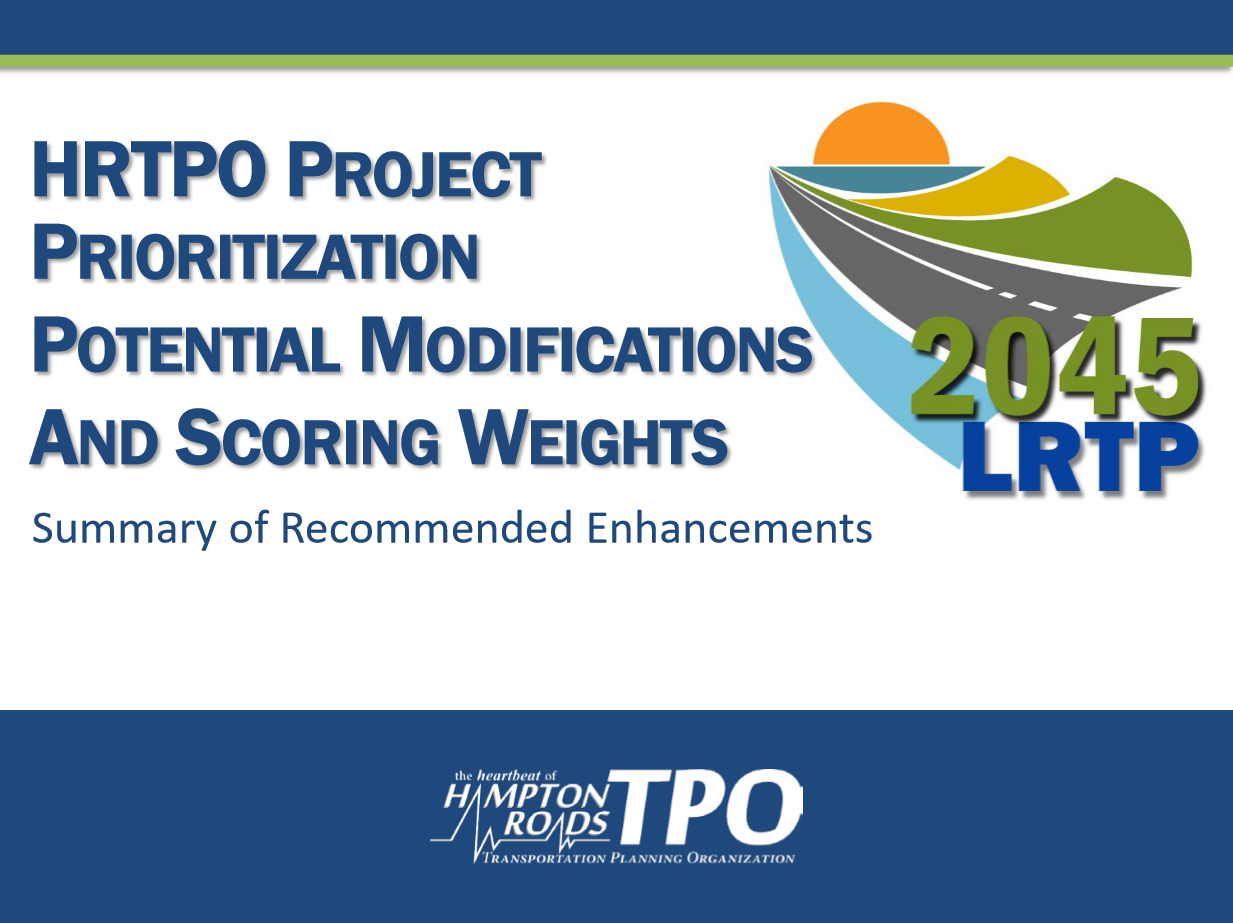 HRTPO PROJECT
PRIORITIZATION
POTENTIAL MODIFICATIONS
AND SCORING WEIGHTS
Summary of Recommended Enhancements
2045
LRTP
the heartbeat of
HAMPTON
ROADS
TPO
TRANSPORTATION PLANNING ORGANIZATION